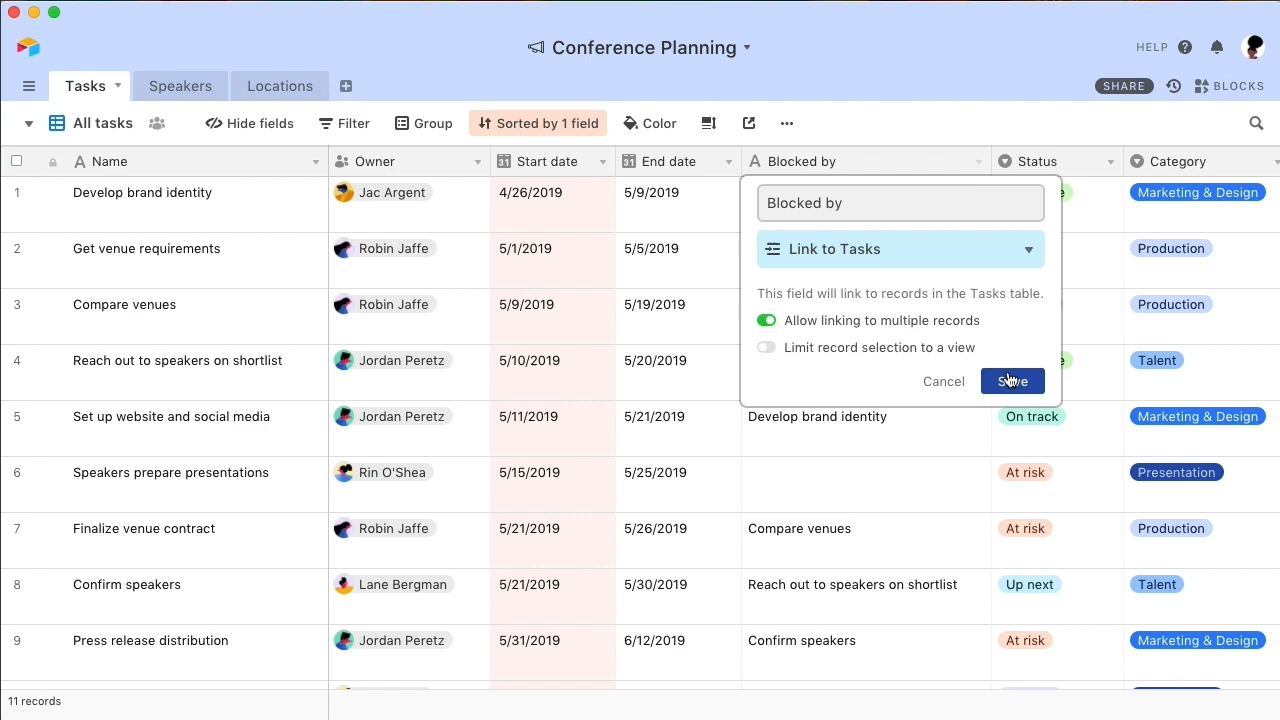 Conference Planning
HELP
Tasks Speakers Locations
SHARE BLOCKS
All tasks Hide fields Filter Group Sorted by 1 field Color
Name Owner Start date End date Blocked by Status Category
1 Develop brand identity Jac Argent 4/26/2019 5/9/2019 Marketing & Design
Blocked by
2 Get venue requirements Robin Jaffe 5/1/2019 5/5/2019 Production
Link to Tasks
This field will link to records in the Tasks table.
3 Compare venues Robin Jaffe 5/9/2019 5/19/2019 Production
Allow linking to multiple records
Limit record selection to a view
4 Reach out to speakers on shortlist Jordan Peretz 5/10/2019 5/20/2019 Talent
Cancel Save
5 Set up website and social media Jordan Peretz 5/11/2019 5/21/2019 Develop brand identity On track Marketing & Design
6 Speakers prepare presentations Rin O'Shea 5/15/2019 5/25/2019 At risk Presentation
7 Finalize venue contract Robin Jaffe 5/21/2019 5/26/2019 Compare venues At risk Production
8 Confirm speakers Lane Bergman 5/21/2019 5/30/2019 Reach out to speakers on shortlist Up next Talent
9 Press release distribution Jordan Peretz 5/31/2019 6/12/2019 Confirm speakers At risk Marketing & Design
11 records